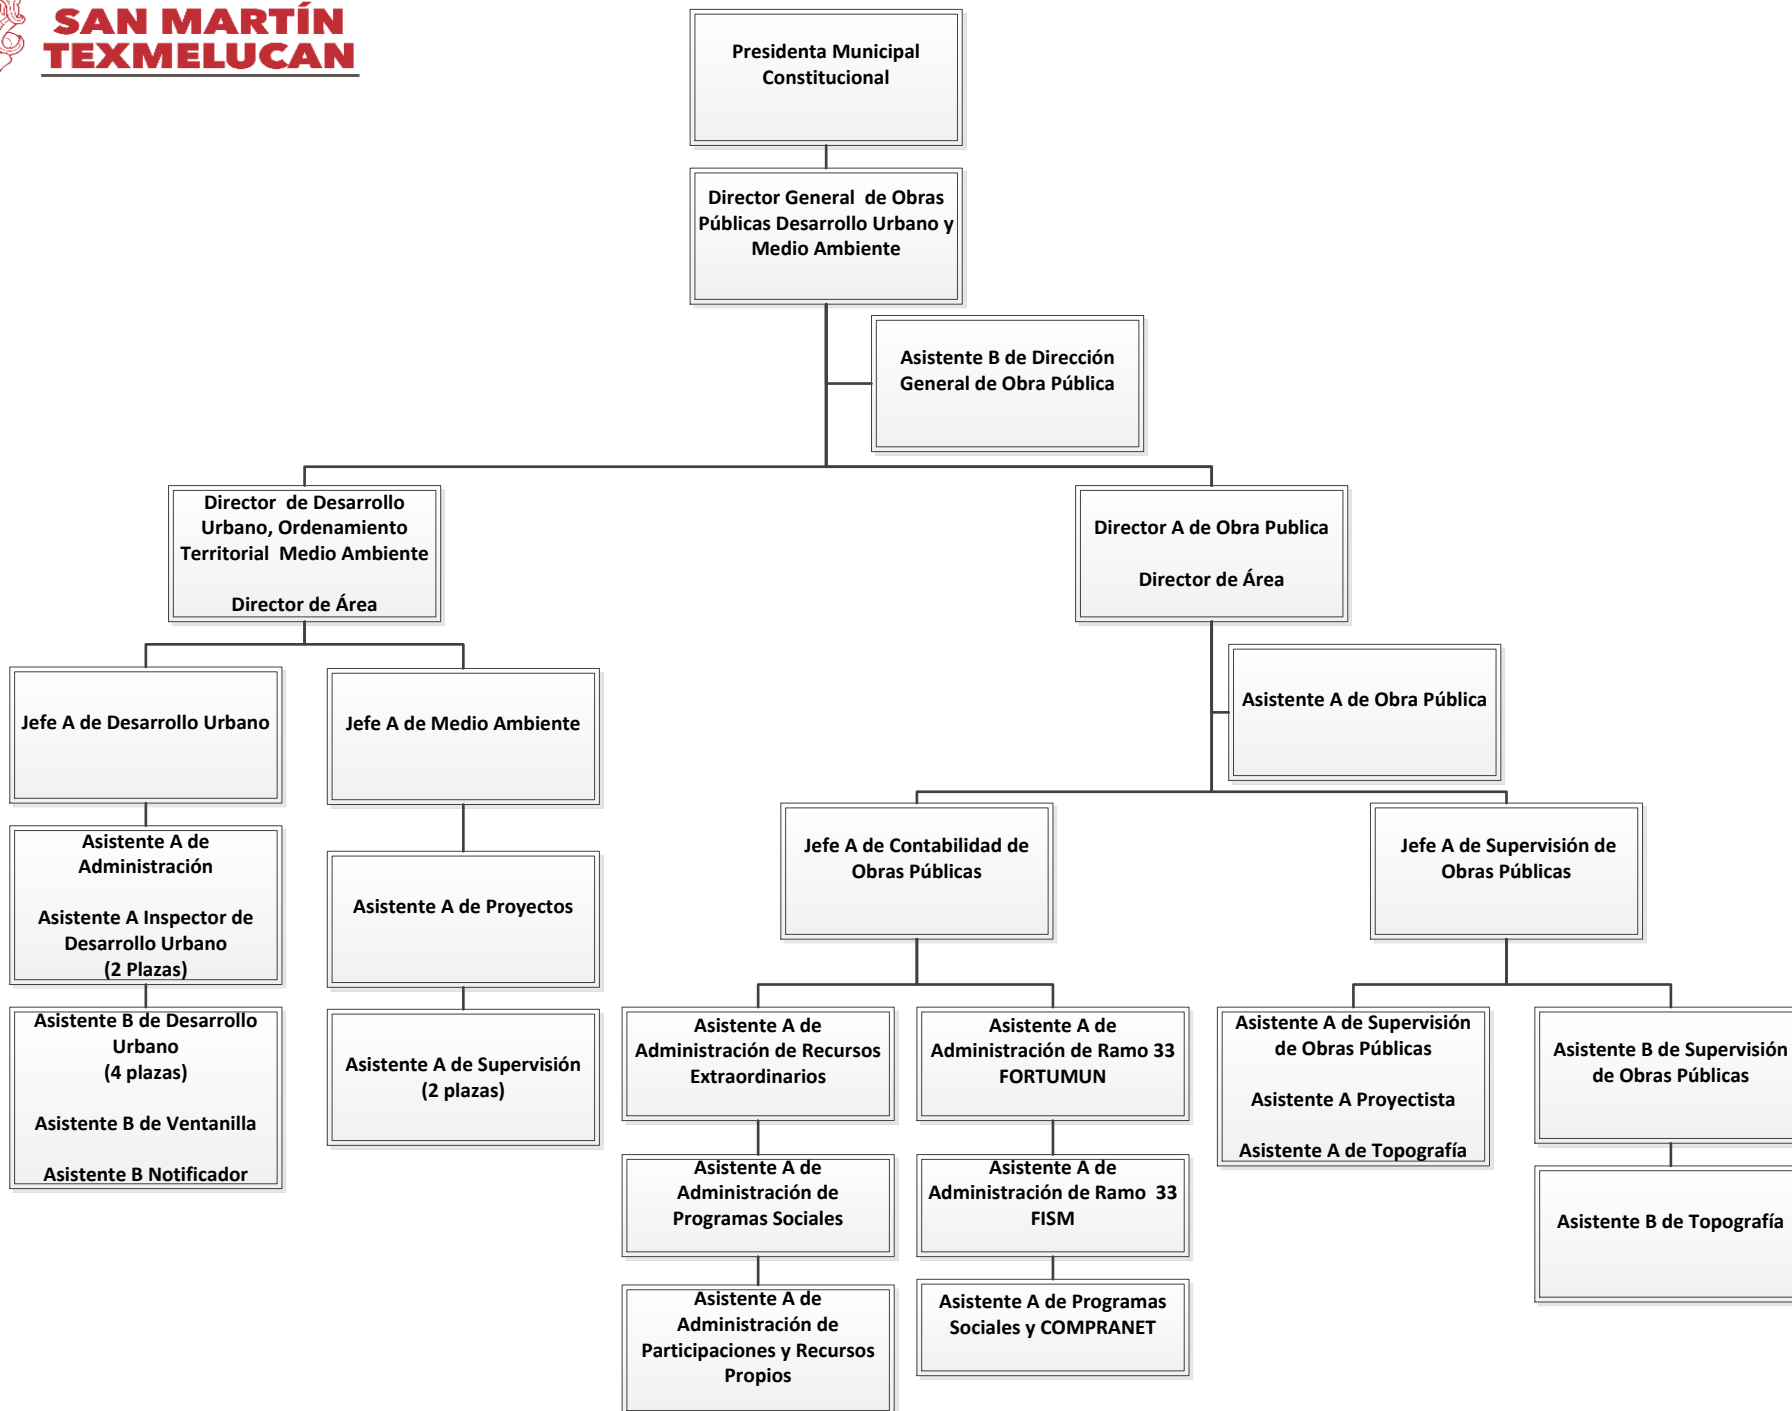 SAN MARTÍN
TEXMELUCAN
Presidenta Municipal
Constitucional
Director General  de Obras
Públicas Desarrollo Urbano y
Medio Ambiente
Asistente B de Dirección
General de Obra Pública
Director  de Desarrollo
Urbano, Ordenamiento
Territorial  Medio Ambiente
Director de Área
Director A de Obra Publica
Director de Área
Asistente A de Obra Pública
Jefe A de Desarrollo Urbano
Jefe A de Medio Ambiente
Asistente A de
Administración
Asistente A Inspector de
Desarrollo Urbano
(2 Plazas)
Asistente A de Proyectos
Asistente B de Desarrollo
Urbano
(4 plazas)
Asistente B de Ventanilla
Asistente B Notificador
Asistente A de Supervisión
(2 plazas)
Jefe A de Contabilidad de
Obras Públicas
Jefe A de Supervisión de
Obras Públicas
Asistente A de
Administración de Recursos
Extraordinarios
Asistente A de
Administración de Ramo 33
FORTUMUN
Asistente A de Supervisión
de Obras Públicas
Asistente A Proyectista
Asistente A de Topografía
Asistente B de Supervisión
de Obras Públicas
Asistente A de
Administración de
Programas Sociales
Asistente A de
Administración de Ramo  33
FISM
Asistente B de Topografía
Asistente A de
Administración de
Participaciones y Recursos
Propios
Asistente A de Programas
Sociales y COMPRANET